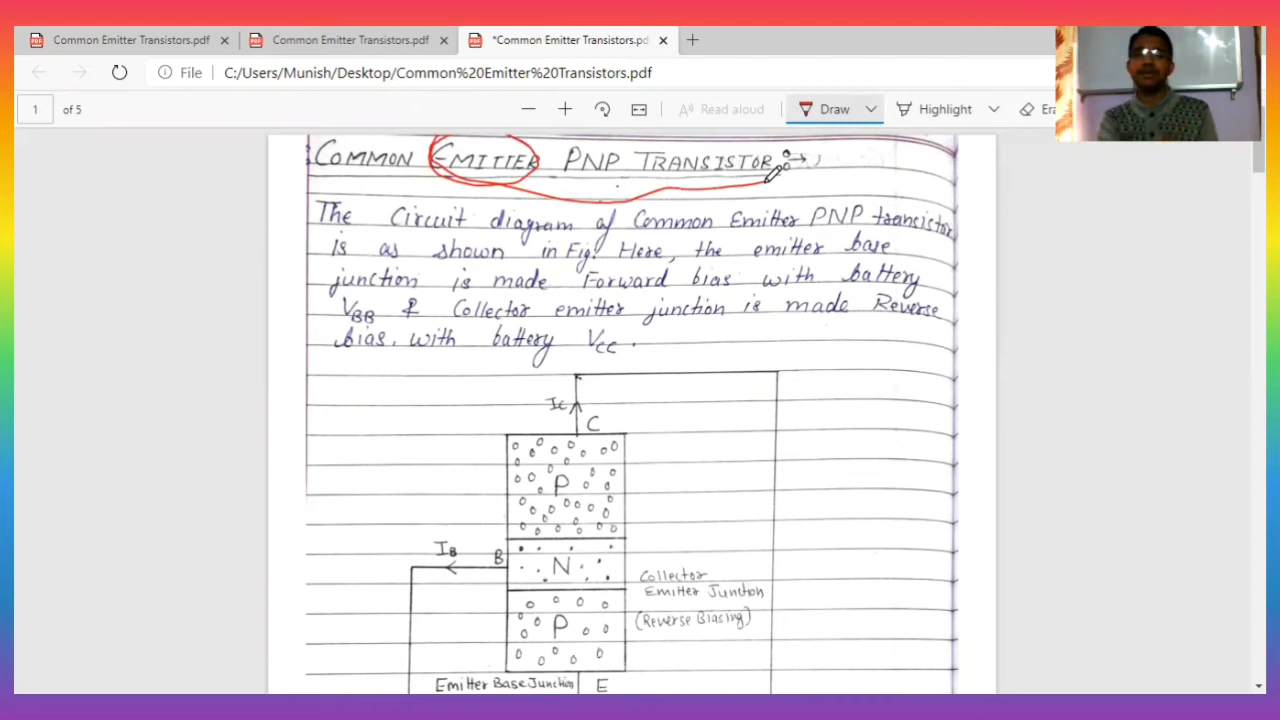 Common Emitter Transistors.pdf
Common Emitter Transistors.pdf
*Common Emitter Transistors.pd
File
C:/Users/Munish/Desktop/Common%20Emitter%20Transistors.pdf
1 of 5
Read aloud
Draw
Highlight
Era
COMMON EMITTER PNP TRANSISTOR :→
The Circuit diagram of Common Emitter PNP transistor
is as shown in Fig. Here, the emitter base
junction is made Forward bias with battery
VBB & Collector emitter junction is made Reverse
bias. with battery VCC.
IC
C
P
IB
B
N
Collector
Emitter Junction
(Reverse Biasing)
P
Emitter Base Junction
E